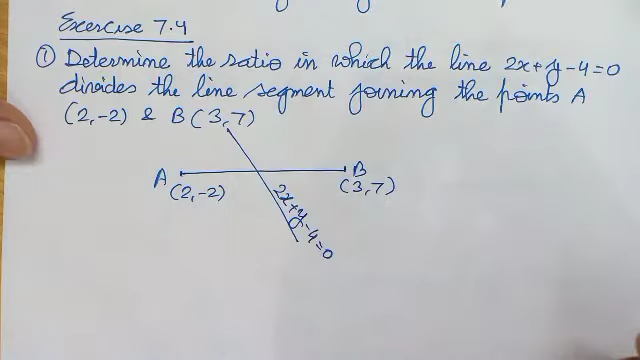 Exercise 7.4
① Determine the ratio in which the line 2x+y-4=0
divides the line segment joining the points A
(2,-2) & B(3,7)
A
B
(2,-2)
(3,7)
2x+y-4=0